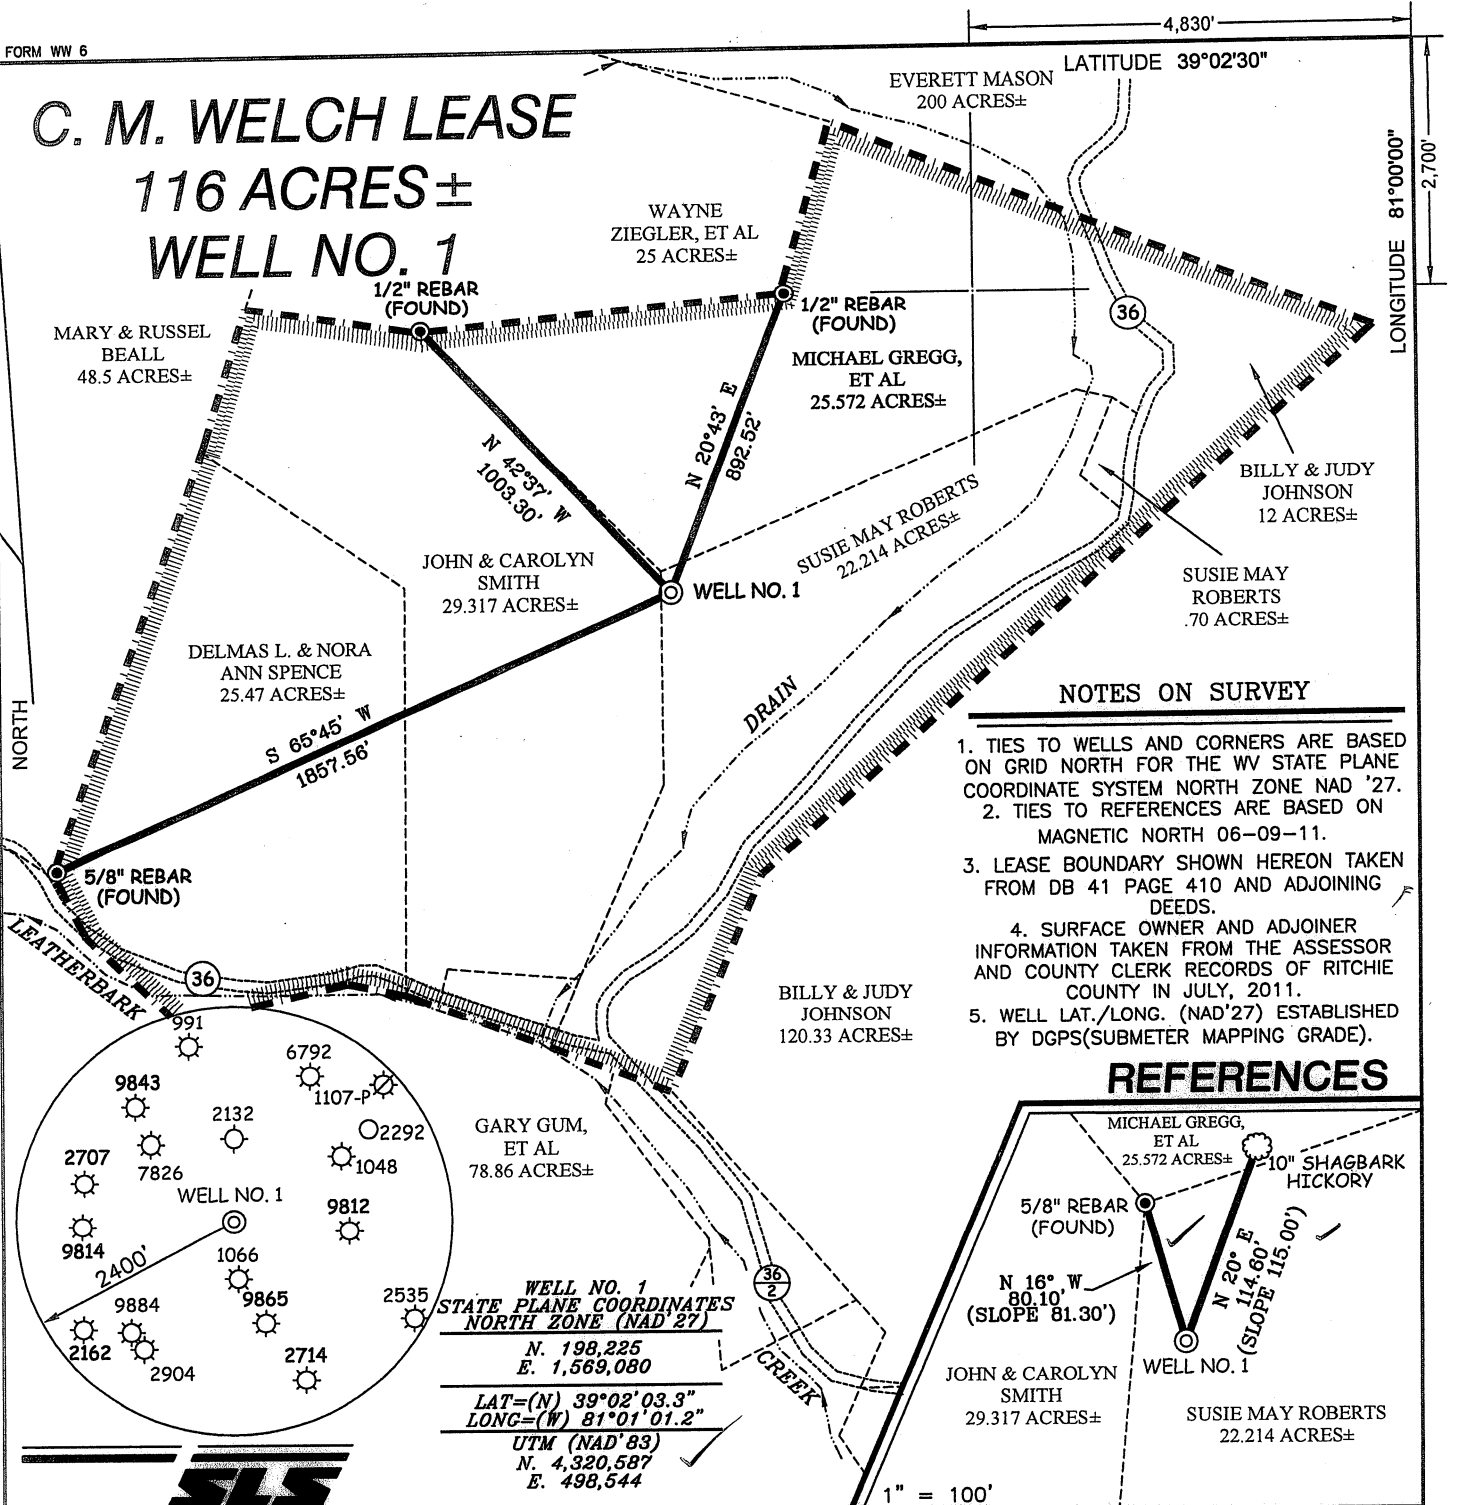 4,830'
FORM WW 6
LATITUDE 39°02'30"
EVERETT MASON
200 ACRES±
C. M. WELCH LEASE
116 ACRES±
WELL NO. 1
2,700'
LONGITUDE 81°00'00"
WAYNE
ZIEGLER, ET AL
25 ACRES±
1/2" REBAR
(FOUND)
1/2" REBAR
(FOUND)
36
MARY & RUSSEL
BEALL
48.5 ACRES±
MICHAEL GREGG,
ET AL
25.572 ACRES±
N 20°43' E
892.52'
N 42°37' W
1003.30'
BILLY & JUDY
JOHNSON
12 ACRES±
SUSIE MAY ROBERTS
22.214 ACRES±
JOHN & CAROLYN
SMITH
29.317 ACRES±
WELL NO. 1
SUSIE MAY
ROBERTS
.70 ACRES±
DELMAS L. & NORA
ANN SPENCE
25.47 ACRES±
S 65°45' W
1857.56'
NORTH
DRAIN
NOTES ON SURVEY
1. TIES TO WELLS AND CORNERS ARE BASED
ON GRID NORTH FOR THE WV STATE PLANE
COORDINATE SYSTEM NORTH ZONE NAD '27.
2. TIES TO REFERENCES ARE BASED ON
MAGNETIC NORTH 06-09-11.
3. LEASE BOUNDARY SHOWN HEREON TAKEN
FROM DB 41 PAGE 410 AND ADJOINING
DEEDS.
4. SURFACE OWNER AND ADJOINER
INFORMATION TAKEN FROM THE ASSESSOR
AND COUNTY CLERK RECORDS OF RITCHIE
COUNTY IN JULY, 2011.
5. WELL LAT./LONG. (NAD'27) ESTABLISHED
BY DGPS(SUBMETER MAPPING GRADE).
5/8" REBAR
(FOUND)
LEATHERBARK
36
BILLY & JUDY
JOHNSON
120.33 ACRES±
GARY GUM,
ET AL
78.86 ACRES±
991
6792
9843
1107-P
2132
2292
7826
1048
2707
WELL NO. 1
9812
9814
2400'
1066
9884
9865
2535
2162
2904
2714
36
2
CREEK
WELL NO. 1
STATE PLANE COORDINATES
NORTH ZONE (NAD'27)
N. 198,225
E. 1,569,080
LAT=(N) 39°02'03.3"
LONG=(W) 81°01'01.2"
UTM (NAD'83)
N. 4,320,587
E. 498,544
SLS
REFERENCES
MICHAEL GREGG,
ET AL
25.572 ACRES±
10" SHAGBARK
HICKORY
5/8" REBAR
(FOUND)
N 16° W
80.10'
(SLOPE 81.30')
N 20° E
114.60'
(SLOPE 115.00')
WELL NO. 1
JOHN & CAROLYN
SMITH
29.317 ACRES±
SUSIE MAY ROBERTS
22.214 ACRES±
1" = 100'